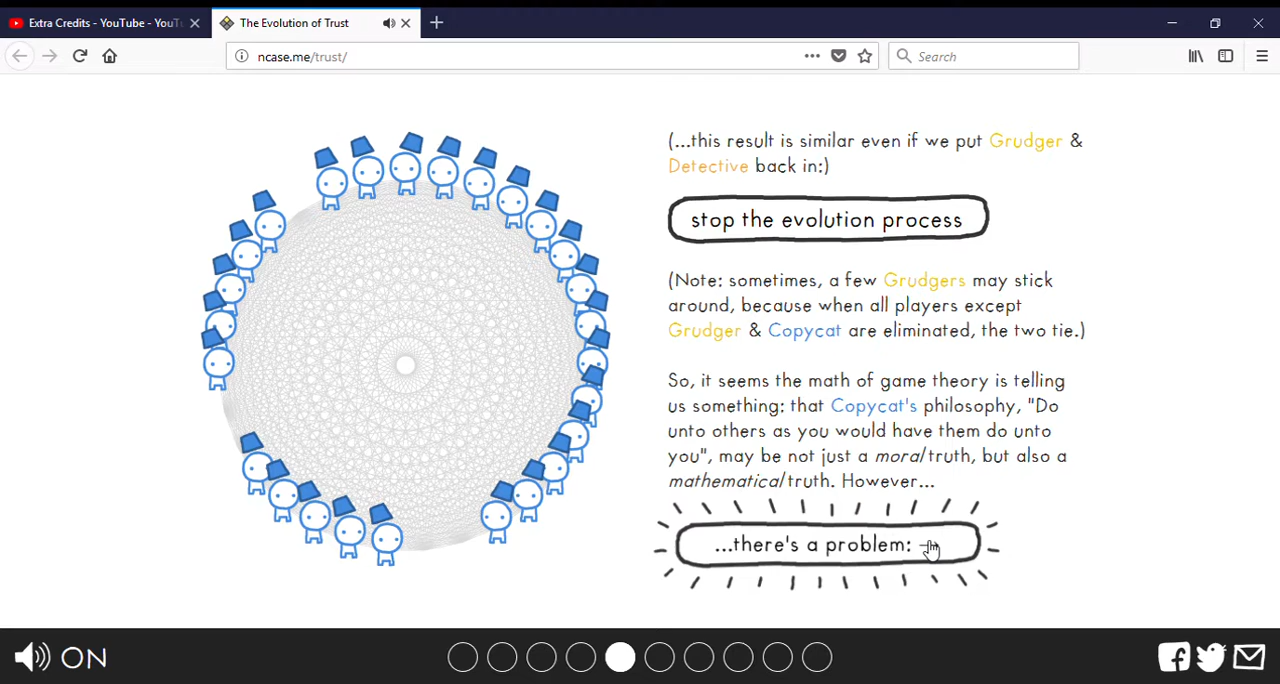 Extra Credits - YouTube - YouT
The Evolution of Trust
ncase.me/trust/
Search
(...this result is similar even if we put Grudger &
Detective back in:)
stop the evolution process
(Note: sometimes, a few Grudgers may stick
around, because when all players except
Grudger & Copycat are eliminated, the two tie.)
So, it seems the math of game theory is telling
us something: that Copycat's philosophy, "Do
unto others as you would have them do unto
you", may be not just a moral truth, but also a
mathematical truth. However...
...there's a problem:
ON